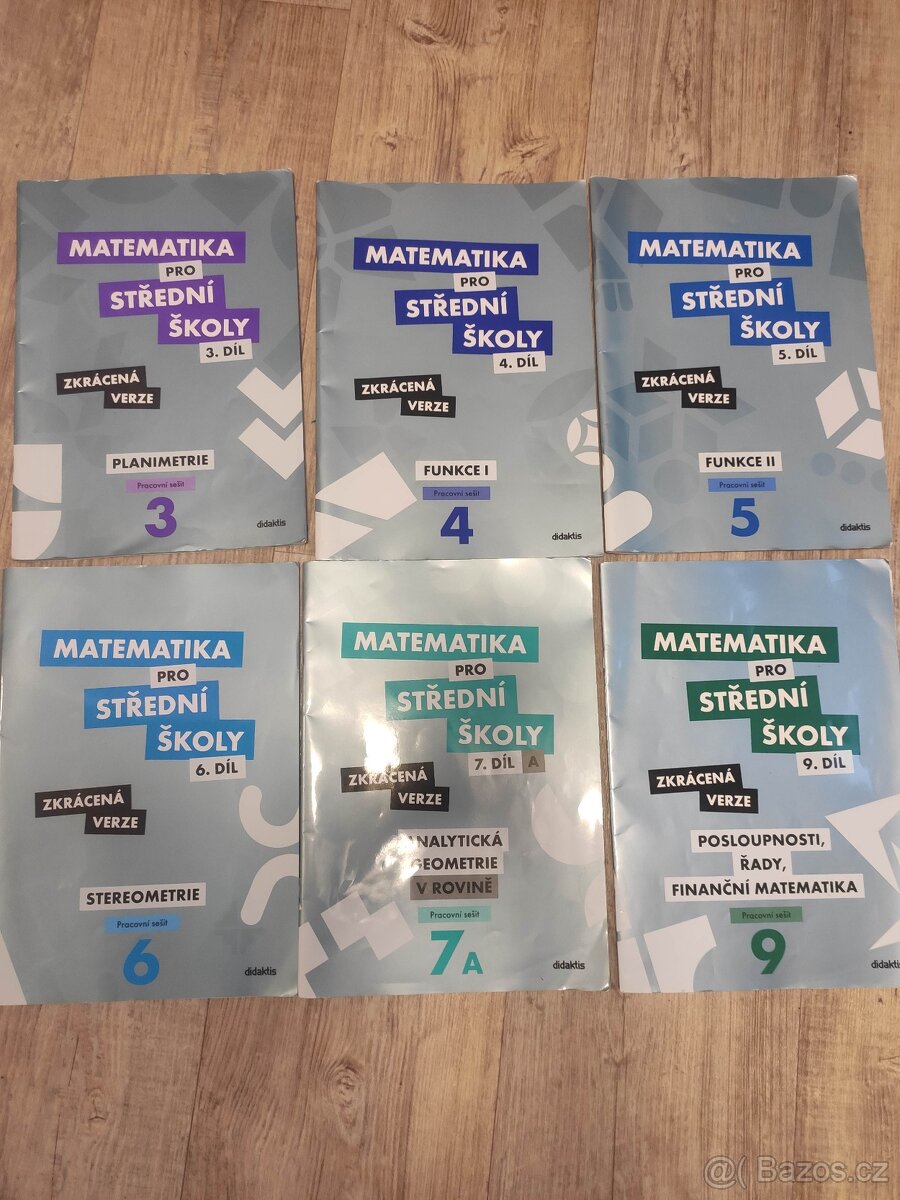 MATEMATIKA
PRO
STŘEDNÍ
ŠKOLY
3. DÍL
ZKRÁCENÁ
VERZE
PLANIMETRIE
Pracovní sešit
3
didaktis
MATEMATIKA
PRO
STŘEDNÍ
ŠKOLY
4. DÍL
ZKRÁCENÁ
VERZE
FUNKCE I
Pracovní sešit
4
didaktis
MATEMATIKA
PRO
STŘEDNÍ
ŠKOLY
5. DÍL
ZKRÁCENÁ
VERZE
FUNKCE II
Pracovní sešit
5
didaktis
MATEMATIKA
PRO
STŘEDNÍ
ŠKOLY
6. DÍL
ZKRÁCENÁ
VERZE
STEREOMETRIE
Pracovní sešit
6
didaktis
MATEMATIKA
PRO
STŘEDNÍ
ŠKOLY
7. DÍL A
ZKRÁCENÁ
VERZE
ANALYTICKÁ
GEOMETRIE
V ROVINĚ
Pracovní sešit
7A
didaktis
MATEMATIKA
PRO
STŘEDNÍ
ŠKOLY
9. DÍL
ZKRÁCENÁ
VERZE
POSLOUPNOSTI,
ŘADY,
FINANČNÍ MATEMATIKA
Pracovní sešit
9
didaktis
Bazos.cz